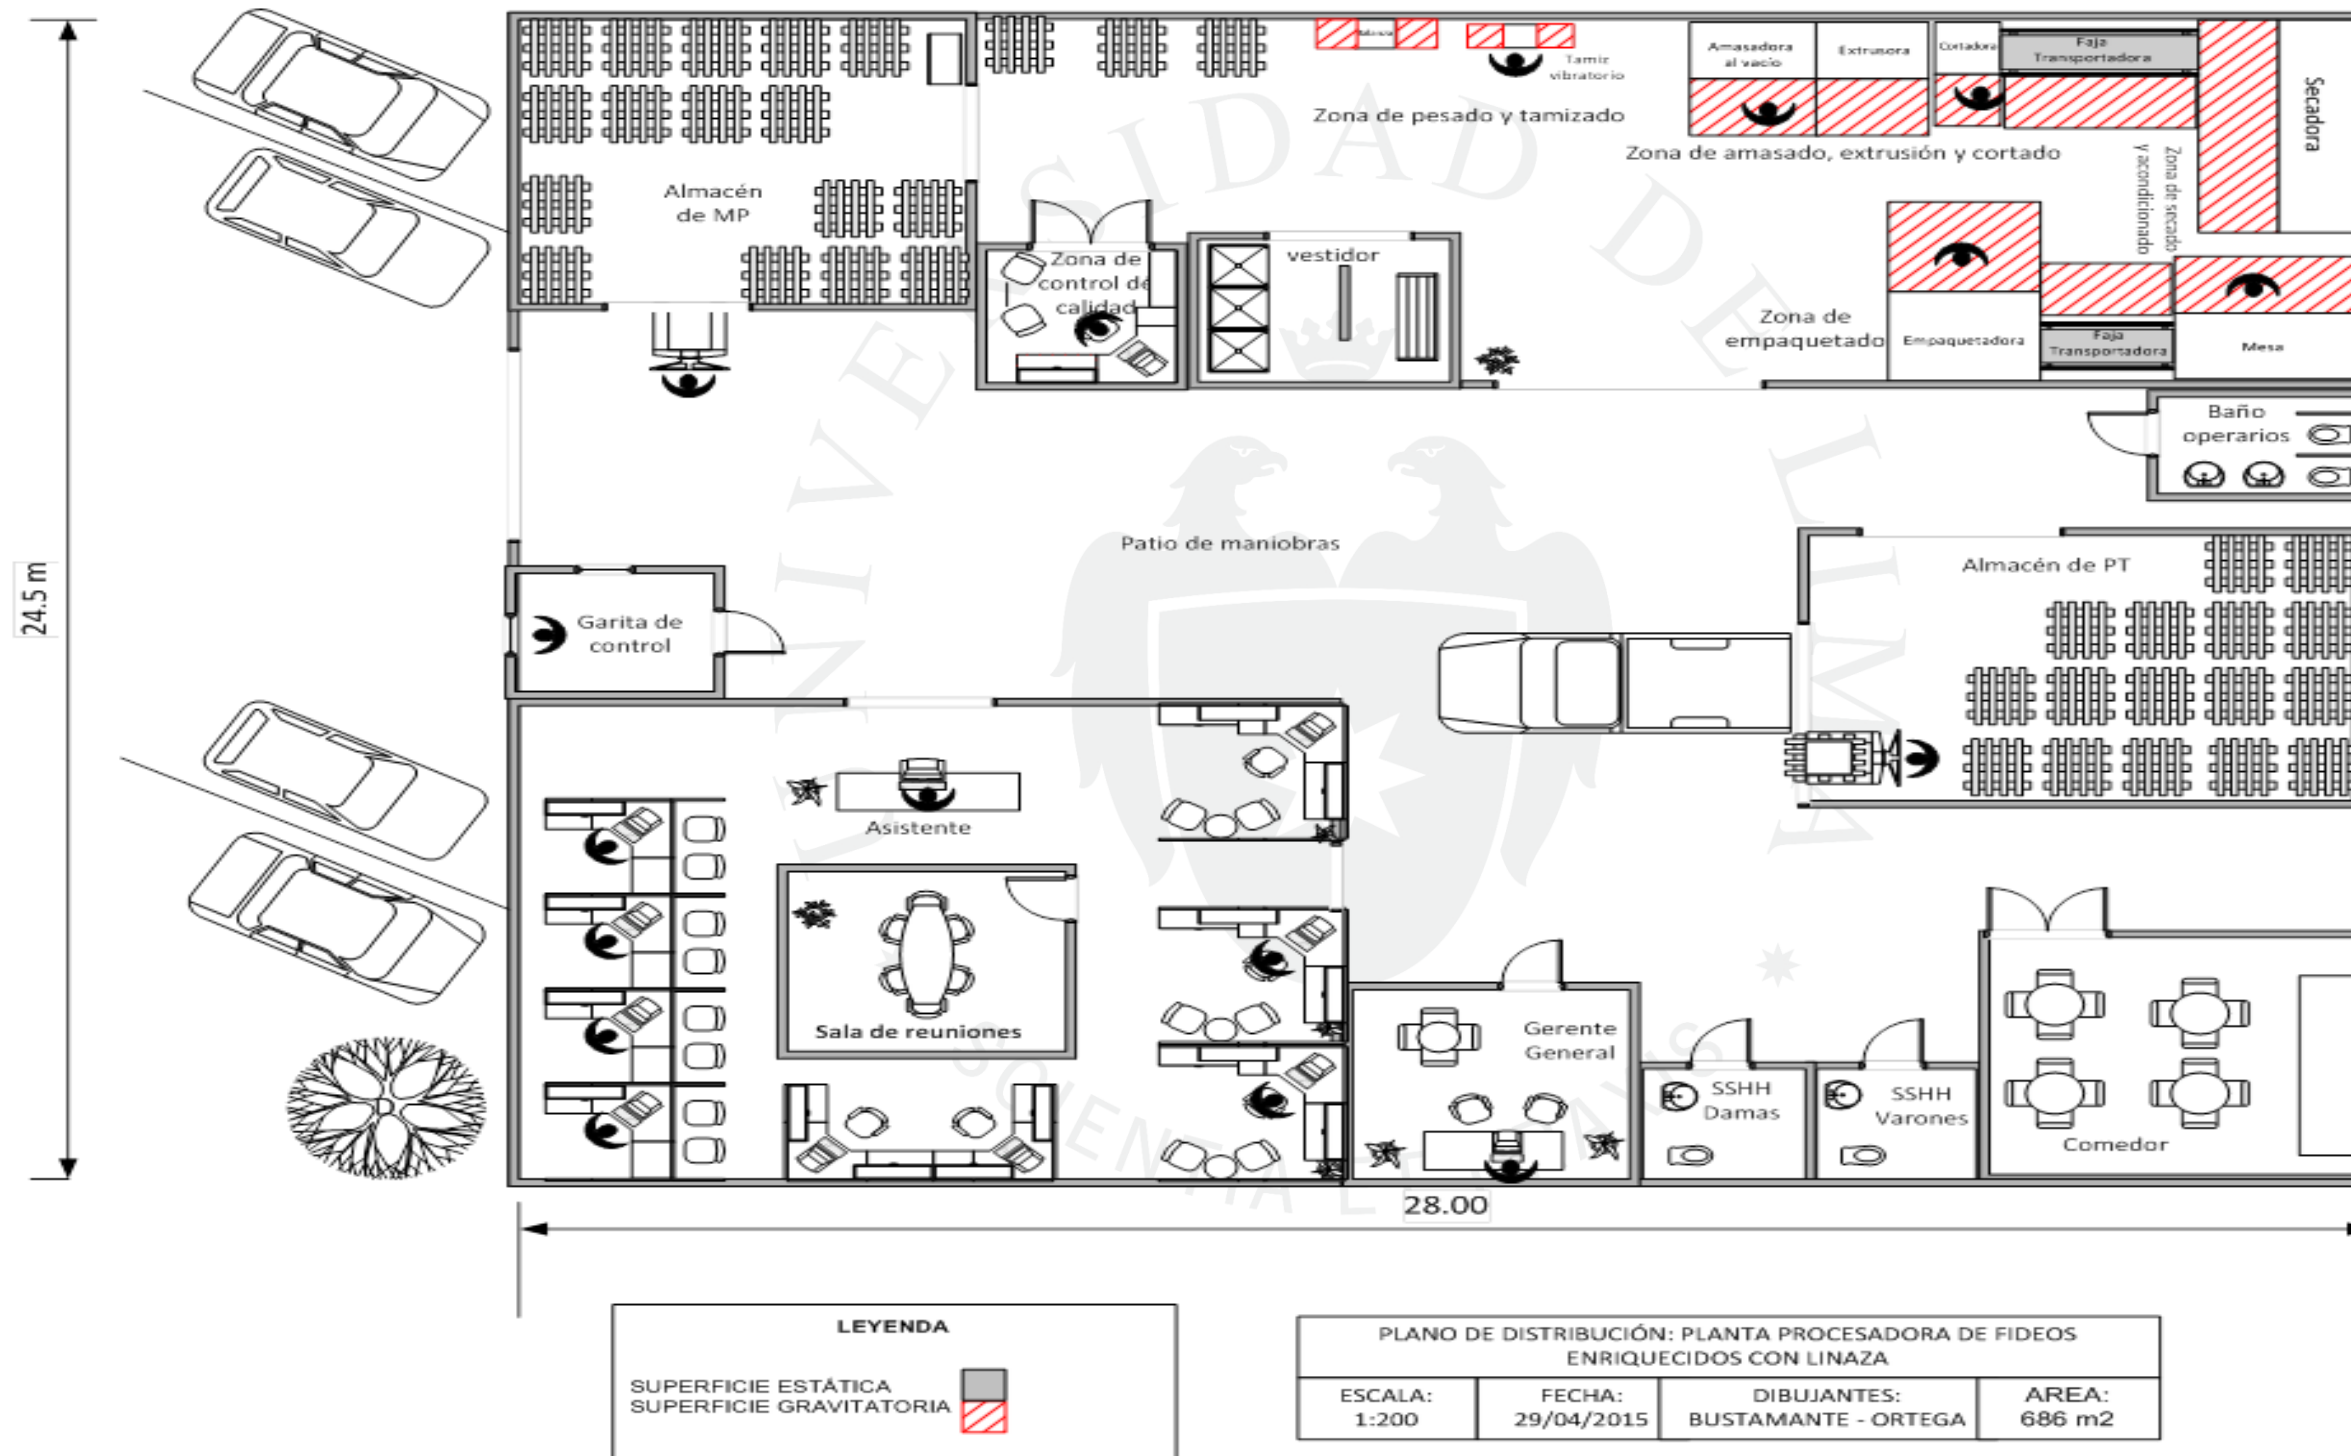 Amasadora
al vacio
Extrusora
Cortadora
Faja
Transportadora
Secadora
Tamiz
vibratorio
Zona de pesado y tamizado
Zona de amasado, extrusión y cortado
Zona de secado
y acondicionado
Almacén
de MP
Zona de
control de
calidad
vestidor
Zona de
empaquetado
Empaquetadora
Faja
Transportadora
Mesa
Baño
operarios
Patio de maniobras
Almacén de PT
24.5 m
Garita de
control
Asistente
Sala de reuniones
Gerente
General
SSHH
Damas
SSHH
Varones
Comedor
28.00
LEYENDA
SUPERFICIE ESTÁTICA
SUPERFICIE GRAVITATORIA
PLANO DE DISTRIBUCIÓN: PLANTA PROCESADORA DE FIDEOS
ENRIQUECIDOS CON LINAZA
ESCALA:
1:200
FECHA:
29/04/2015
DIBUJANTES:
BUSTAMANTE - ORTEGA
AREA:
686 m2
UNIVERSIDAD DE LIMA